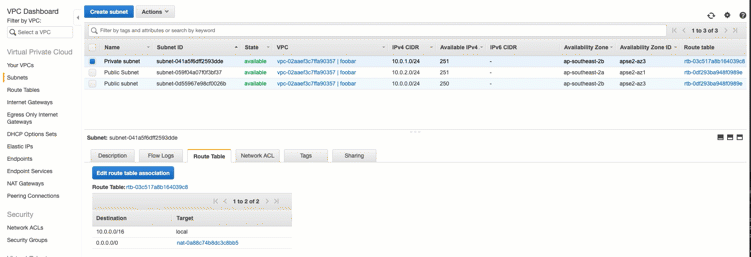 VPC Dashboard
Filter by VPC:
Select a VPC
Virtual Private Cloud
Your VPCs
Subnets
Route Tables
Internet Gateways
Egress Only Internet
Gateways
DHCP Options Sets
Elastic IPs
Endpoints
Endpoint Services
NAT Gateways
Peering Connections
Security
Network ACLs
Security Groups
Create subnet Actions
Filter by tags and attributes or search by keyword
1 to 3 of 3
Name Subnet ID State VPC IPv4 CIDR Available IPv4 IPv6 CIDR Availability Zone Availability Zone ID Route table
Private subnet subnet-041a5f6dff2593dde available vpc-02aaef3c7ffa90357 | foobar 10.0.1.0/24 251 - ap-southeast-2b apse2-az3 rtb-03c517a8b164039c8
Public Subnet subnet-059f04a07f0f3bf37 available vpc-02aaef3c7ffa90357 | foobar 10.0.2.0/24 251 - ap-southeast-2a apse2-az1 rtb-0df293ba948f0989e
Public subnet subnet-0d55967e98cf0026b available vpc-02aaef3c7ffa90357 | foobar 10.0.0.0/24 250 - ap-southeast-2b apse2-az3 rtb-0df293ba948f0989e
Subnet: subnet-041a5f6dff2593dde
Description Flow Logs Route Table Network ACL Tags Sharing
Edit route table association
Route Table: rtb-03c517a8b164039c8
1 to 2 of 2
Destination Target
10.0.0.0/16 local
0.0.0.0/0 nat-0a88c74b8dc3c8bb5